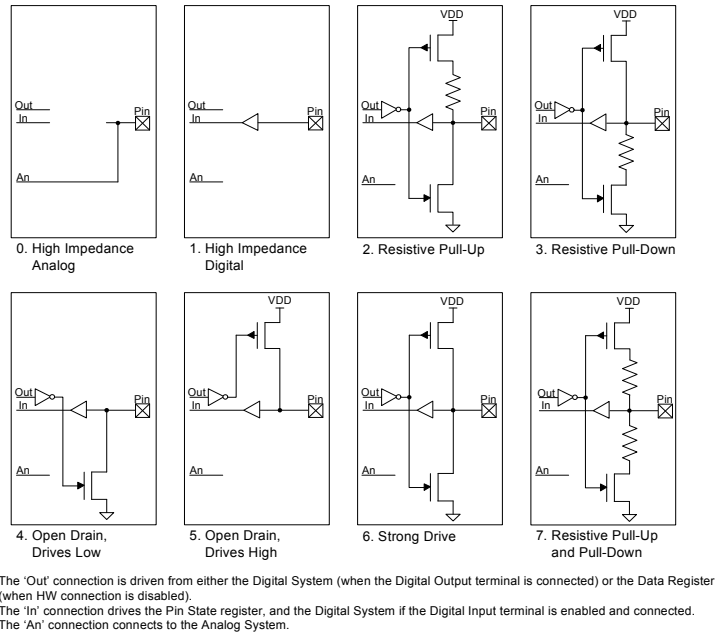 VDD
VDD
Out
In
Pin
An
Out
In
Pin
An
Out
In
Pin
An
Out
In
Pin
An
0. High Impedance
Analog
1. High Impedance
Digital
2. Resistive Pull-Up
3. Resistive Pull-Down
VDD
VDD
VDD
Out
In
Pin
An
Out
In
Pin
An
Out
In
Pin
An
Out
In
Pin
An
4. Open Drain,
Drives Low
5. Open Drain,
Drives High
6. Strong Drive
7. Resistive Pull-Up
and Pull-Down
The ‘Out’ connection is driven from either the Digital System (when the Digital Output terminal is connected) or the Data Register
(when HW connection is disabled).
The ‘In’ connection drives the Pin State register, and the Digital System if the Digital Input terminal is enabled and connected.
The ‘An’ connection connects to the Analog System.